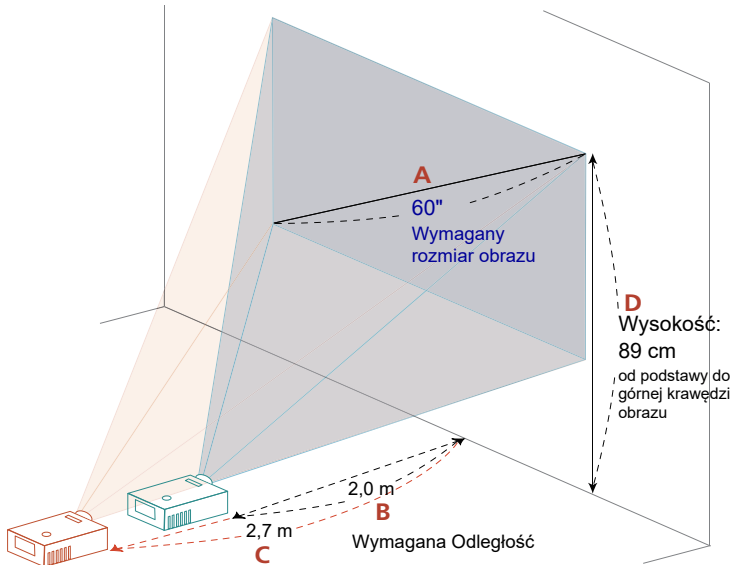 A
60"
Wymagany
rozmiar obrazu
D
Wysokość:
89 cm
od podstawy do
górnej krawędzi
obrazu
2,0 m
B
2,7 m
C
Wymagana Odległość